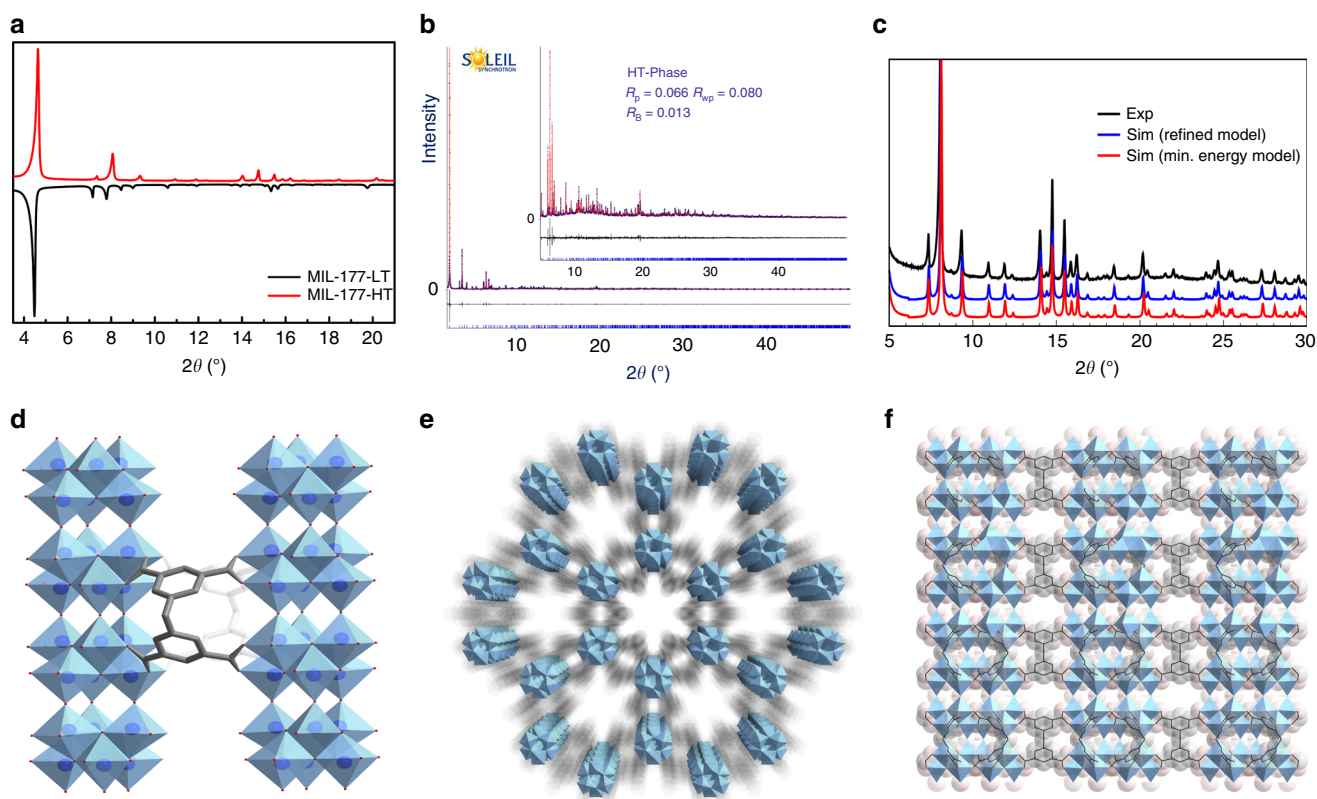 a
MIL-177-LT
MIL-177-HT
4 6 8 10 12 14 16 18 20
2θ (°)
b
SOLEIL
SYNCHROTRON
Intensity
HT-Phase
Rp = 0.066 Rwp = 0.080
RB = 0.013
0
10 20 30 40
0
10 20 30 40
2θ (°)
c
Exp
Sim (refined model)
Sim (min. energy model)
5 10 15 20 25 30
2θ (°)
d
e
f